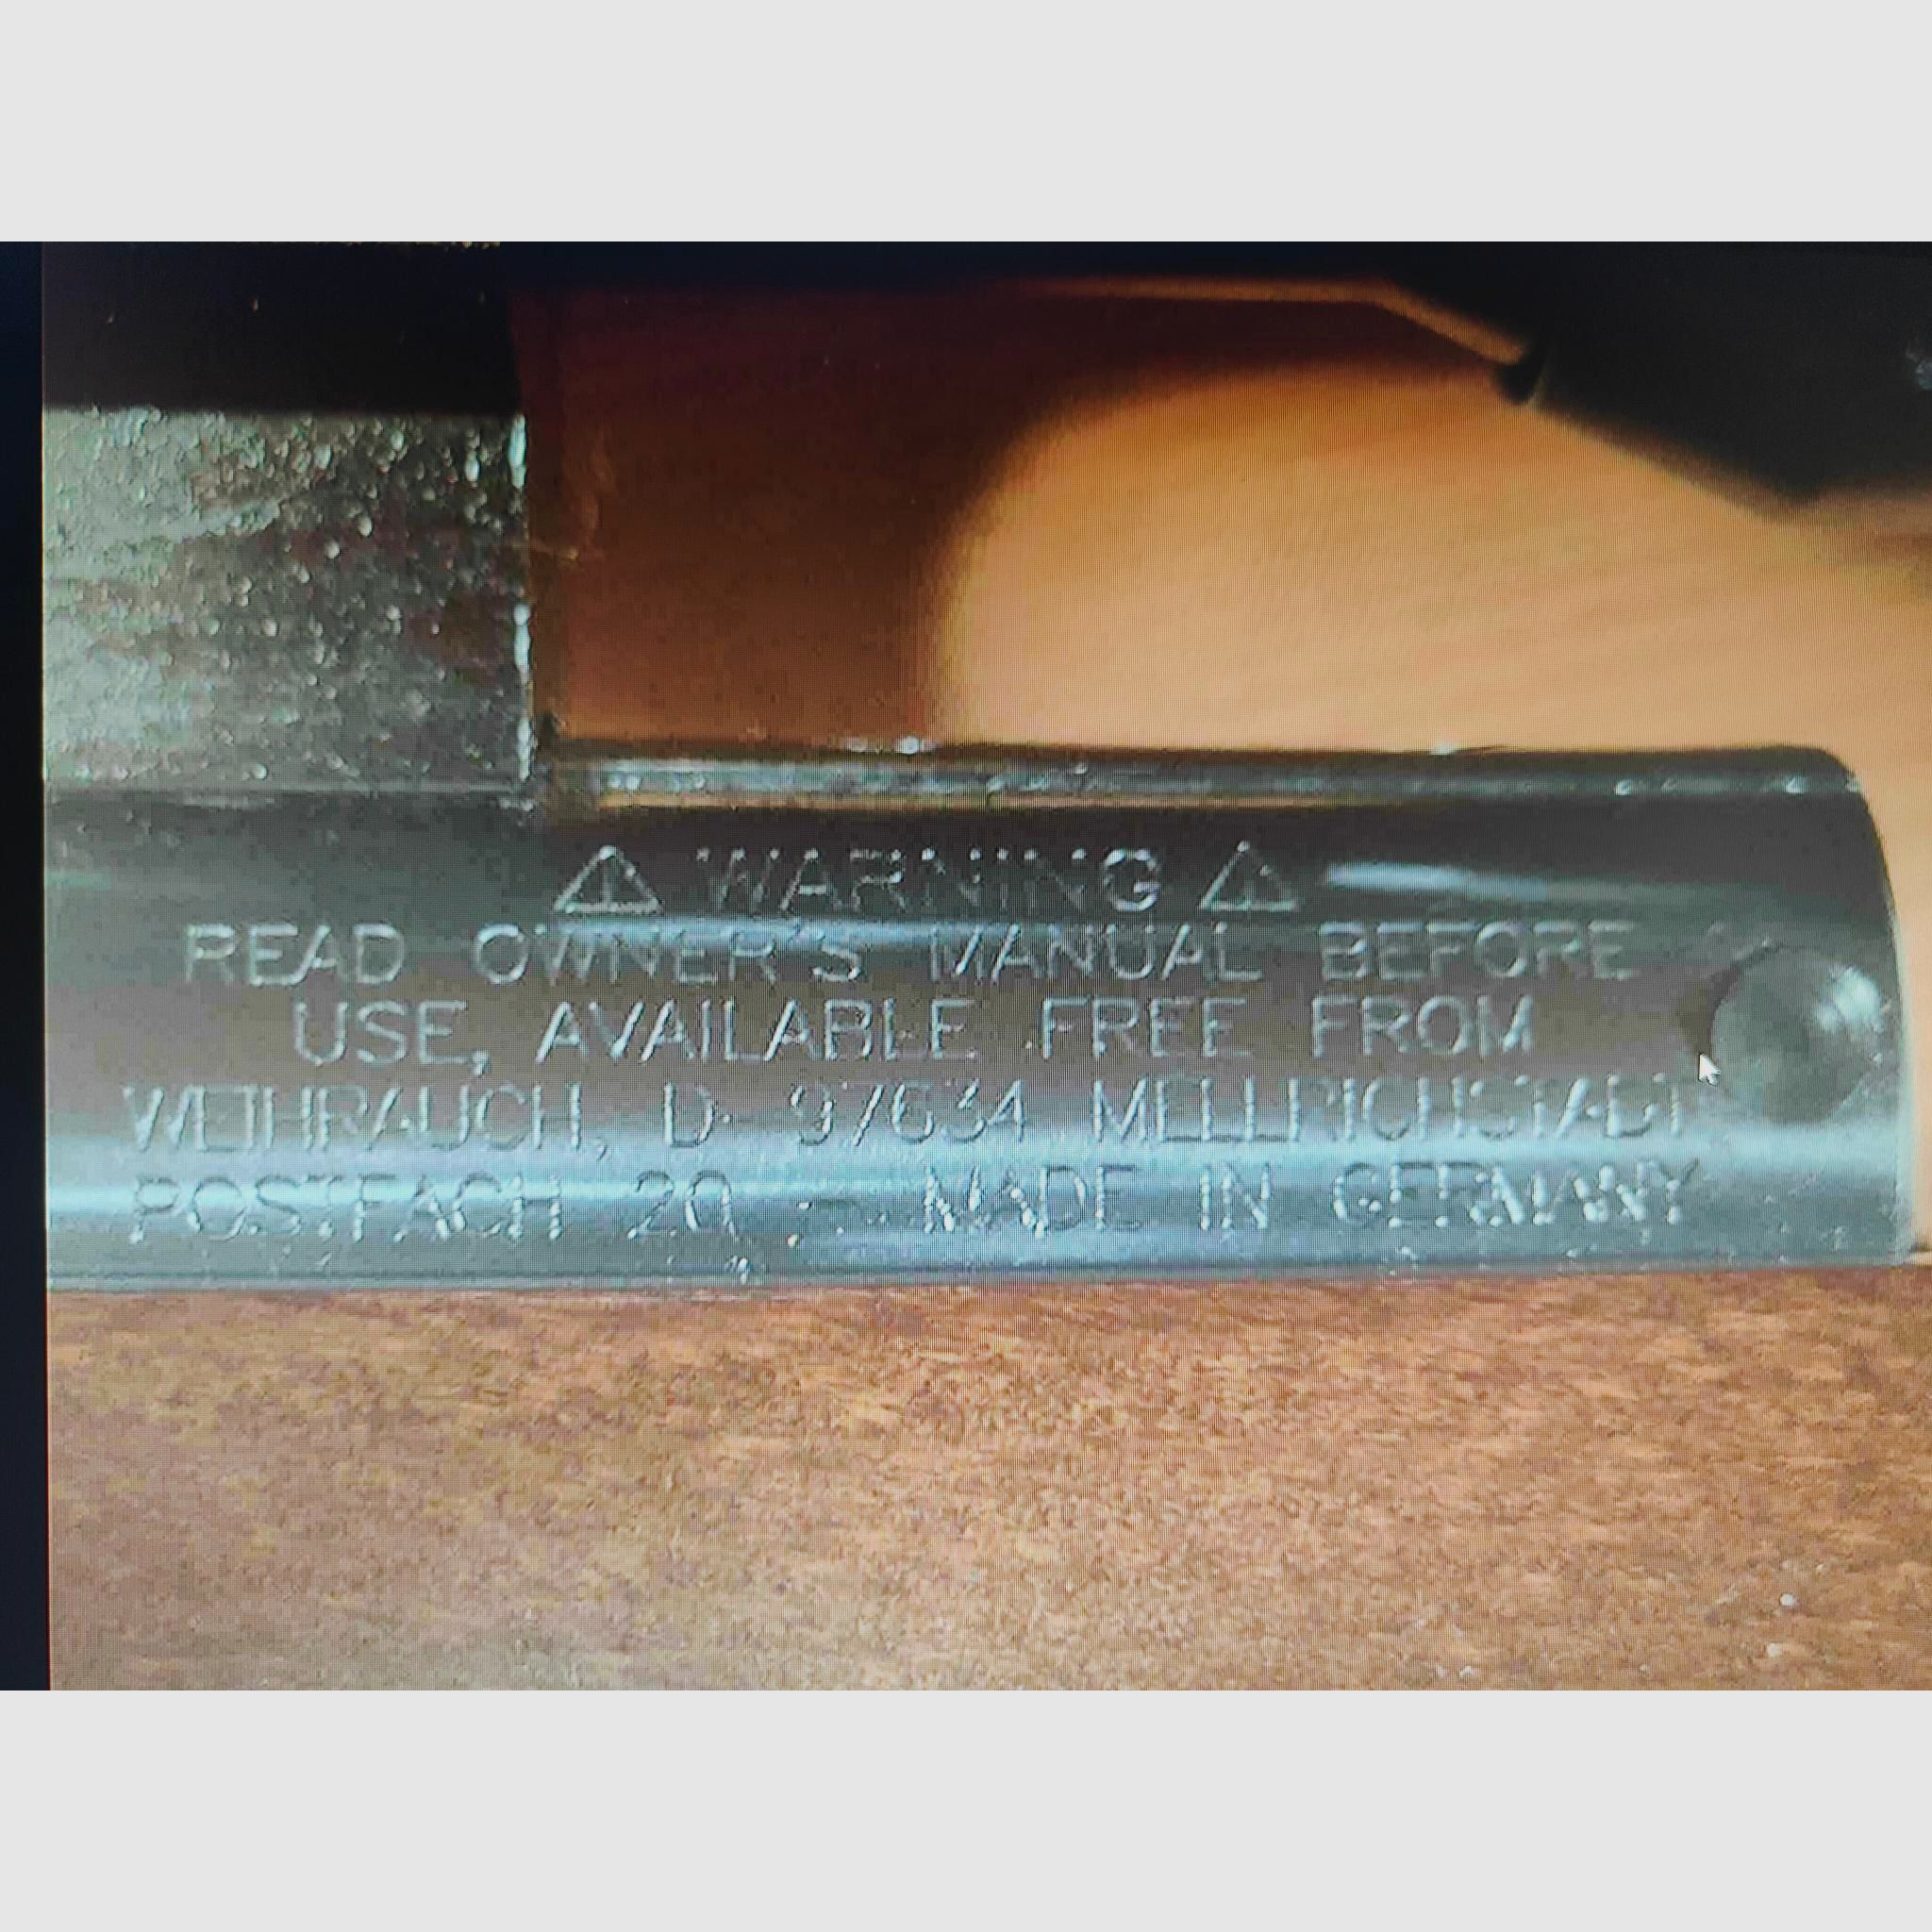 ⚠ WARNING ⚠
READ OWNER'S MANUAL BEFORE
USE, AVAILABLE FREE FROM
WEIHRAUCH, D- 97634 MELLRICHSTADT
POSTFACH 20 - MADE IN GERMANY